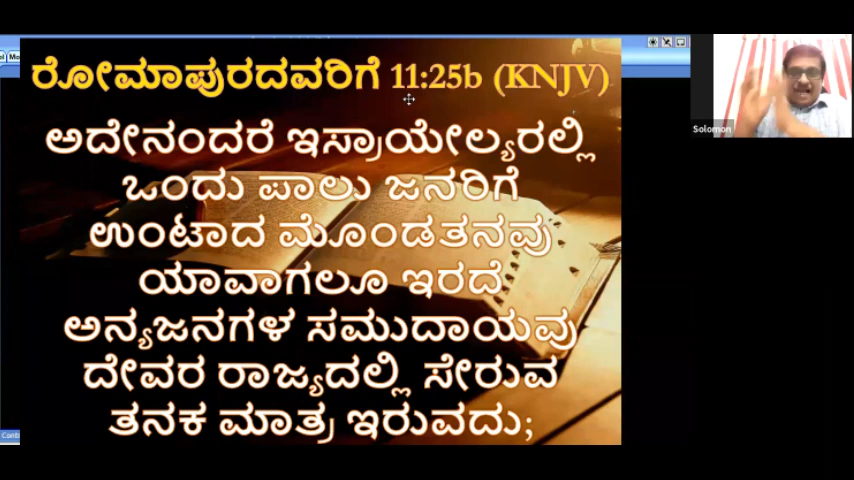 ರೋಮಾಪುರದವರಿಗೆ 11:25b (KNJV)
ಅದೇನಂದರೆ ಇಸ್ರಾಯೇಲ್ಯರಲ್ಲಿ
ಒಂದು ಪಾಲು ಜನರಿಗೆ
ಉಂಟಾದ ಮೊಂಡತನವು
ಯಾವಾಗಲೂ ಇರದೆ
ಅನ್ಯಜನಗಳ ಸಮುದಾಯವು
ದೇವರ ರಾಜ್ಯದಲ್ಲಿ ಸೇರುವ
ತನಕ ಮಾತ್ರ ಇರುವದು;
Solomon